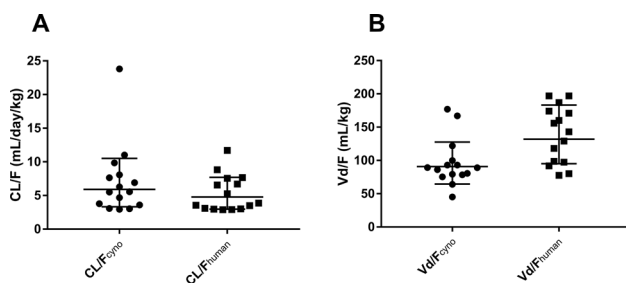 A
CL/F (mL/day/kg)
25
20
15
10
5
0
CL/Fcyno
CL/Fhuman
B
Vd/F (mL/kg)
250
200
150
100
50
0
Vd/Fcyno
Vd/Fhuman